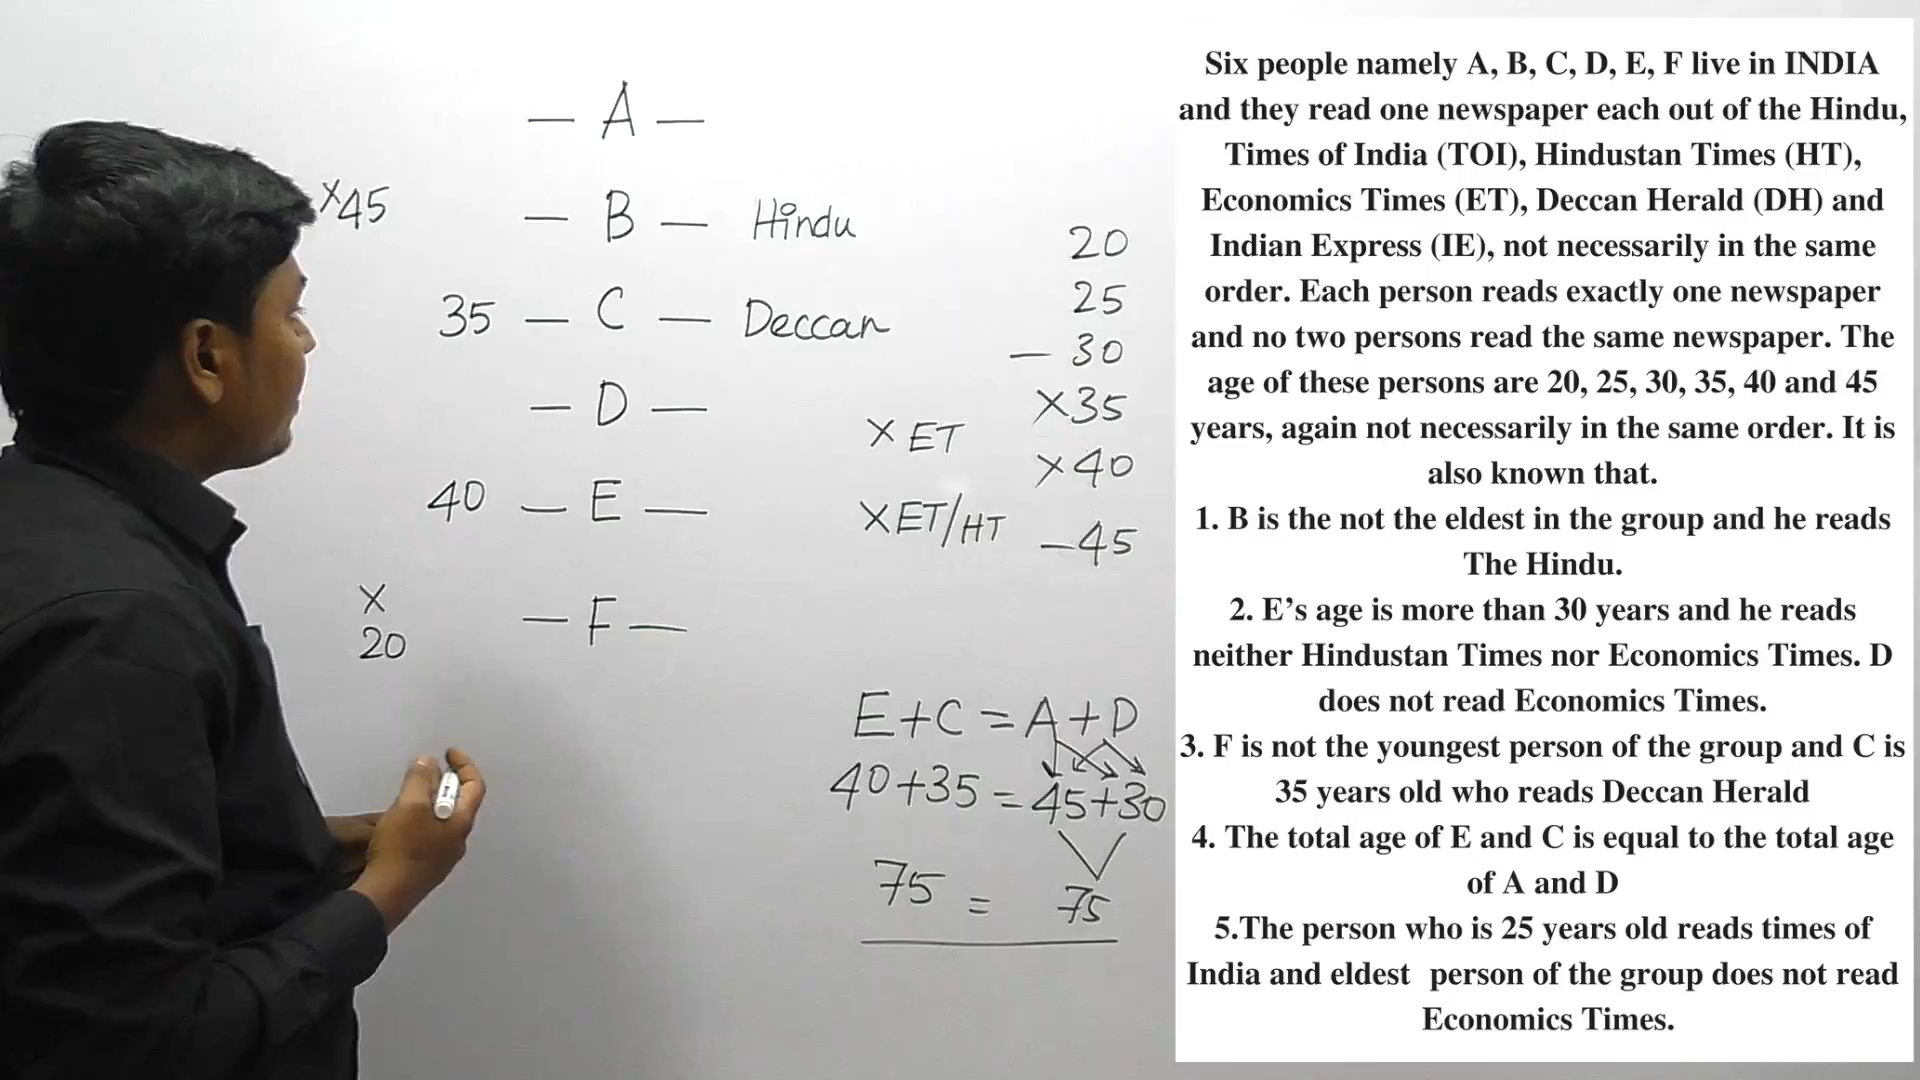 — A —
×45
— B — Hindu
35 — C — Deccan
— D —
40 — E —
×
20
— F —
20
25
— 30
×35
×40
—45
× ET
×ET/HT
E+C = A+D
40+35 = 45+30
75 = 75
Six people namely A, B, C, D, E, F live in INDIA
and they read one newspaper each out of the Hindu,
Times of India (TOI), Hindustan Times (HT),
Economics Times (ET), Deccan Herald (DH) and
Indian Express (IE), not necessarily in the same
order. Each person reads exactly one newspaper
and no two persons read the same newspaper. The
age of these persons are 20, 25, 30, 35, 40 and 45
years, again not necessarily in the same order. It is
also known that.
1. B is the not the eldest in the group and he reads
The Hindu.
2. E’s age is more than 30 years and he reads
neither Hindustan Times nor Economics Times. D
does not read Economics Times.
3. F is not the youngest person of the group and C is
35 years old who reads Deccan Herald
4. The total age of E and C is equal to the total age
of A and D
5.The person who is 25 years old reads times of
India and eldest person of the group does not read
Economics Times.